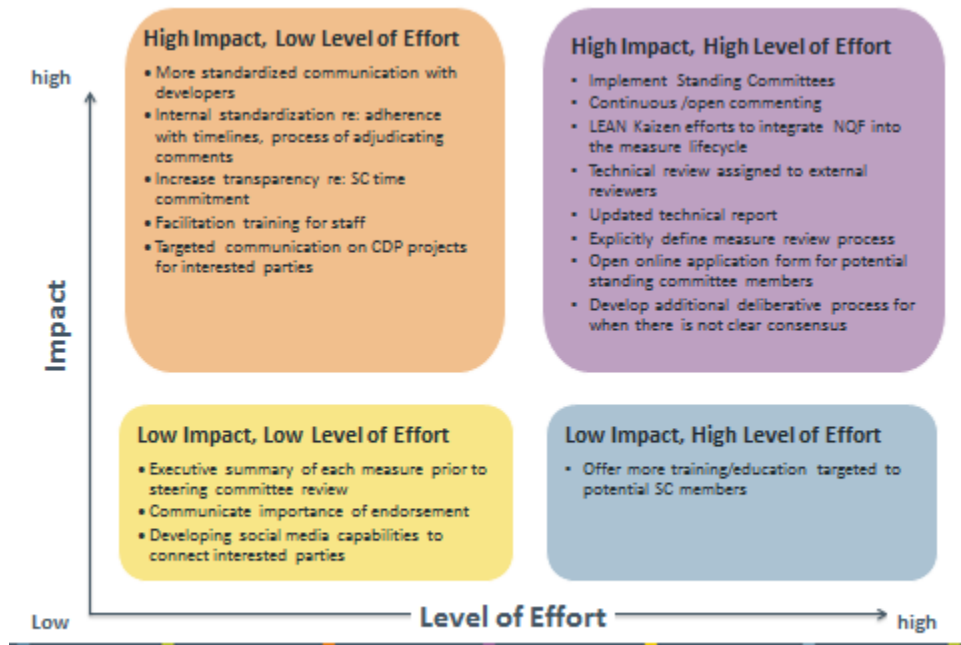 High Impact, Low Level of Effort
• More standardized communication with
developers
• Internal standardization re: adherence
with timelines, process of adjudicating
comments
• Increase transparency re: SC time
commitment
• Facilitation training for staff
• Targeted communication on CDP projects
for interested parties
High Impact, High Level of Effort
• Implement Standing Committees
• Continuous /open commenting
• LEAN Kaizen efforts to integrate NQF into
the measure lifecycle
• Technical review assigned to external
reviewers
• Updated technical report
• Explicitly define measure review process
• Open online application form for potential
standing committee members
• Develop additional deliberative process for
when there is not clear consensus
high
Impact
Low Impact, Low Level of Effort
• Executive summary of each measure prior to
steering committee review
• Communicate importance of endorsement
• Developing social media capabilities to
connect interested parties
Low Impact, High Level of Effort
• Offer more training/education targeted to
potential SC members
Low
Level of Effort
high